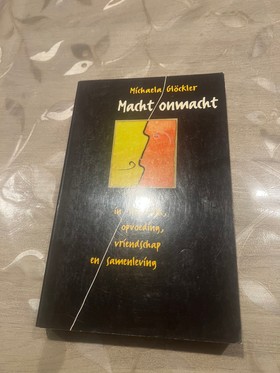 Michaela Glöckler
Macht/onmacht
in
opvoeding,
vriendschap
en samenleving